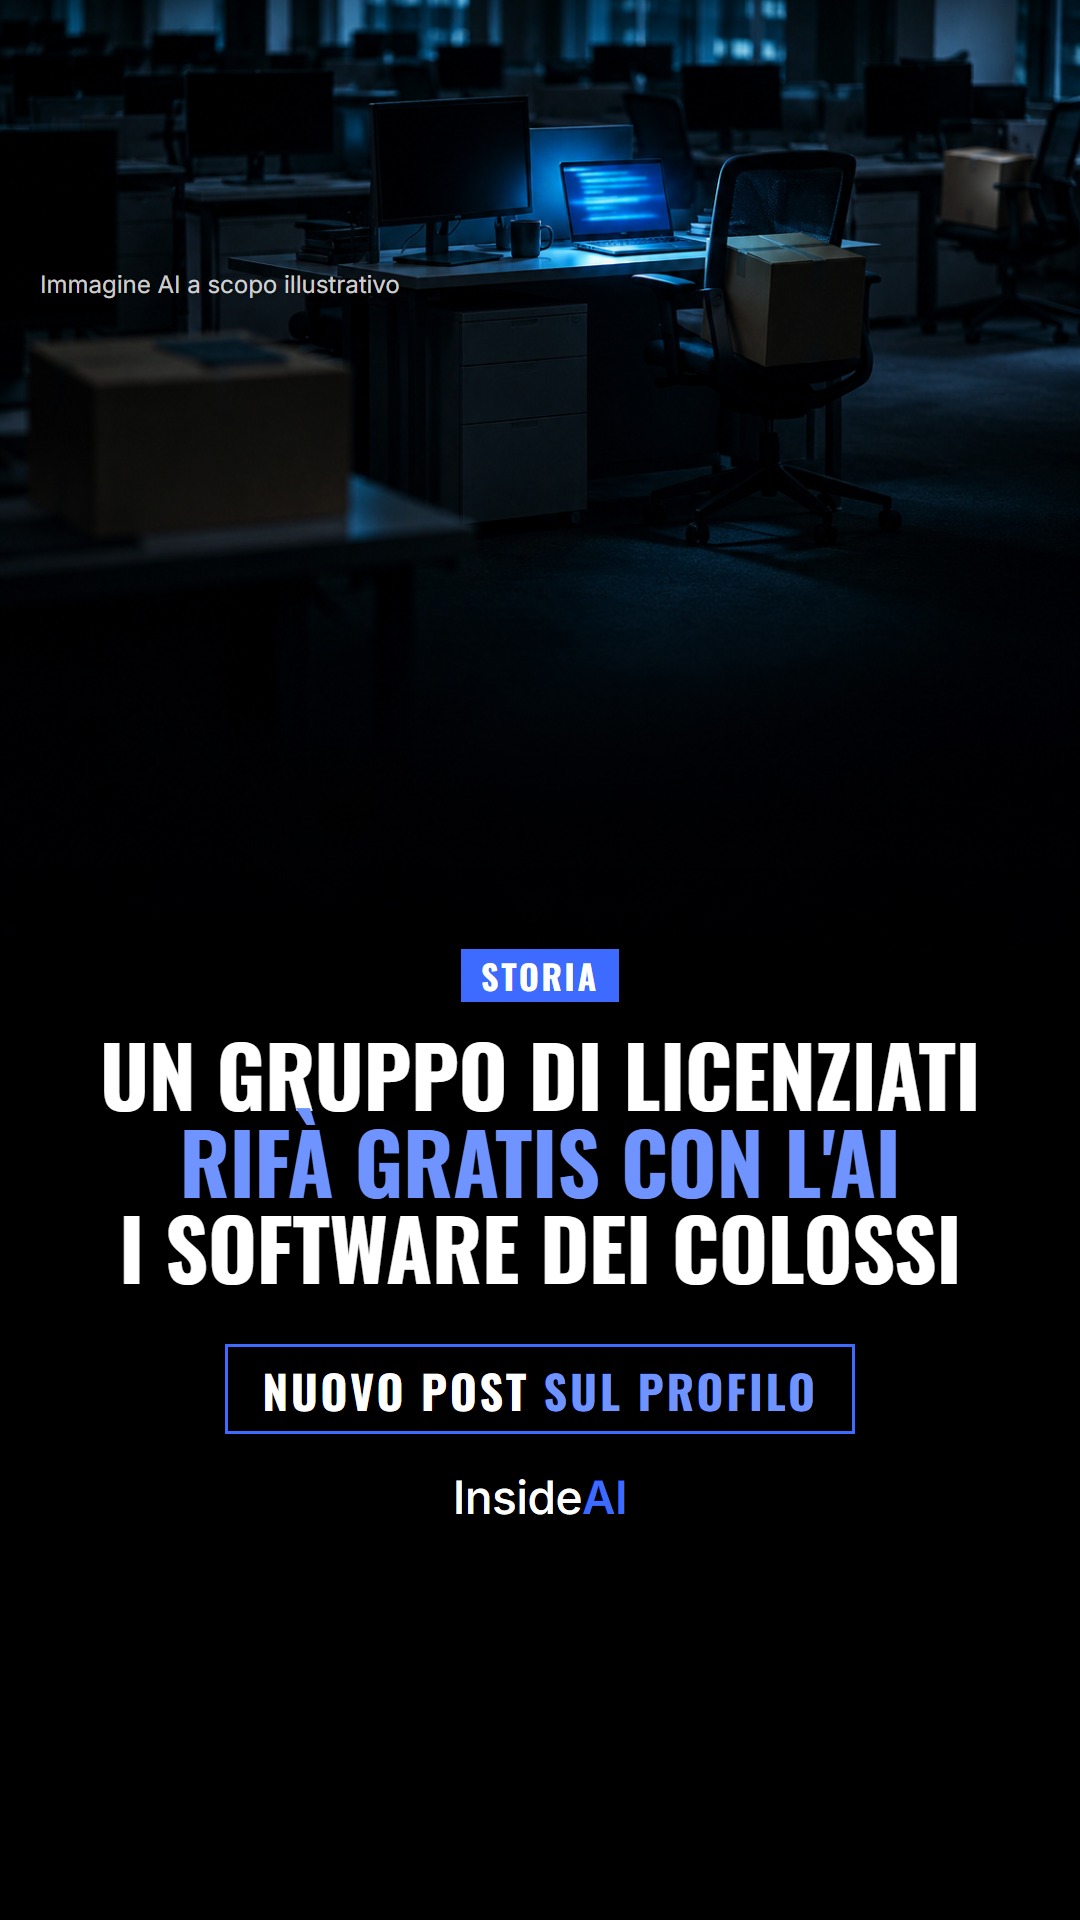 Immagine AI a scopo illustrativo
STORIA
UN GRUPPO DI LICENZIATI
RIFÀ GRATIS CON L'AI
I SOFTWARE DEI COLOSSI
NUOVO POST SUL PROFILO
InsideAI